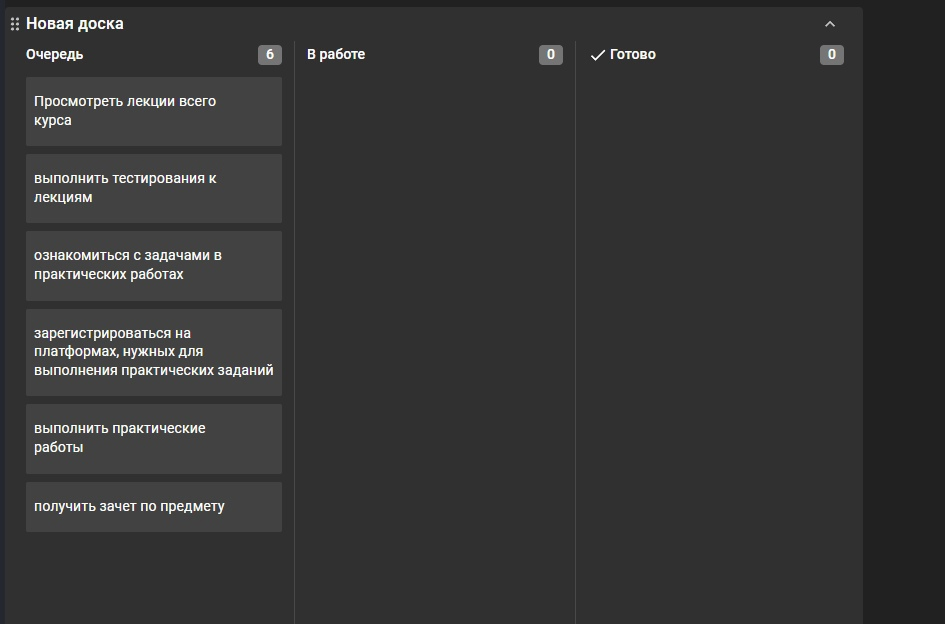 Новая доска
Очередь 6
Просмотреть лекции всего
курса
выполнить тестирования к
лекциям
ознакомиться с задачами в
практических работах
зарегистрироваться на
платформах, нужных для
выполнения практических заданий
выполнить практические
работы
получить зачет по предмету
В работе 0
Готово 0